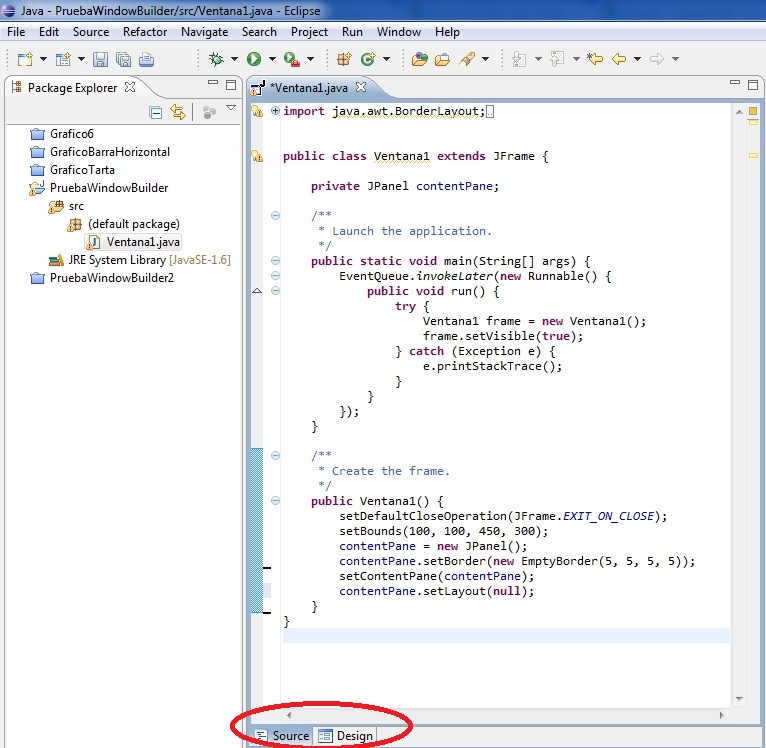 Java - PruebaWindowBuilder/src/Ventana1.java - Eclipse
File Edit Source Refactor Navigate Search Project Run Window Help
Package Explorer
Grafico6
GraficoBarraHorizontal
GraficoTarta
PruebaWindowBuilder
src
(default package)
Ventana1.java
JRE System Library [JavaSE-1.6]
PruebaWindowBuilder2
*Ventana1.java
import java.awt.BorderLayout;
public class Ventana1 extends JFrame {
private JPanel contentPane;
/**
* Launch the application.
*/
public static void main(String[] args) {
EventQueue.invokeLater(new Runnable() {
public void run() {
try {
Ventana1 frame = new Ventana1();
frame.setVisible(true);
} catch (Exception e) {
e.printStackTrace();
}
}
});
}
/**
* Create the frame.
*/
public Ventana1() {
setDefaultCloseOperation(JFrame.EXIT_ON_CLOSE);
setBounds(100, 100, 450, 300);
contentPane = new JPanel();
contentPane.setBorder(new EmptyBorder(5, 5, 5, 5));
setContentPane(contentPane);
contentPane.setLayout(null);
}
}
Source Design